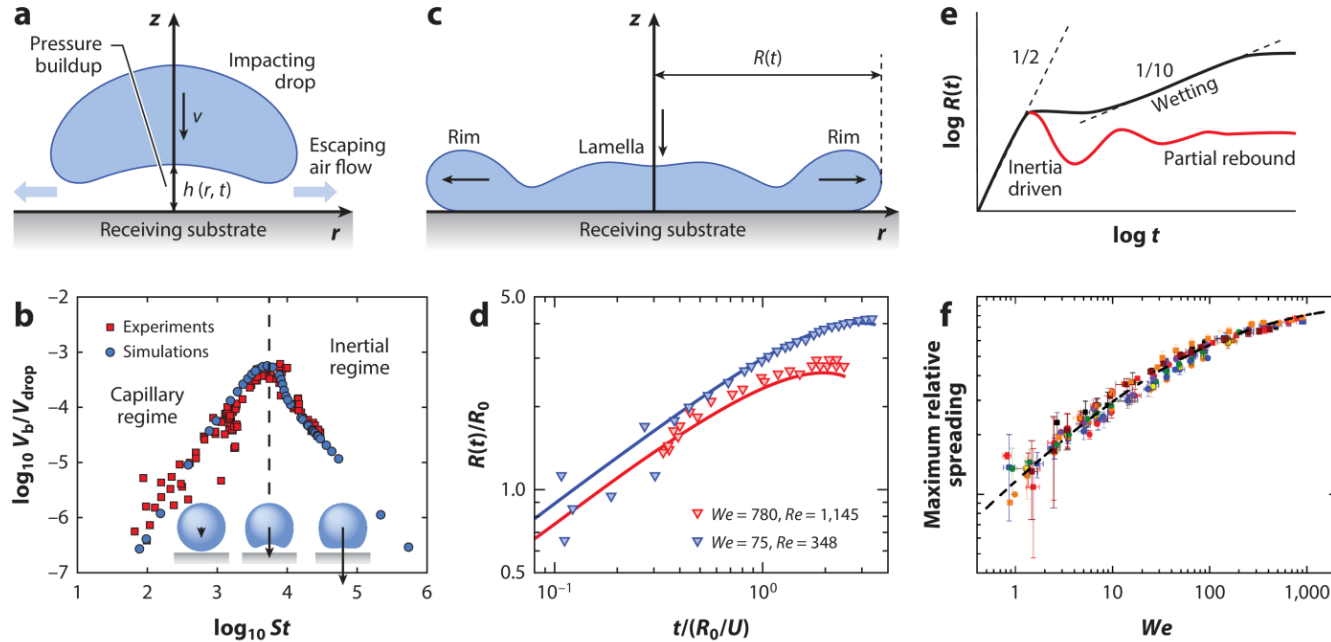 a
z
Pressure
buildup
Impacting
drop
v
Escaping
air flow
h (r, t)
Receiving substrate
r
c
z
R(t)
Rim
Lamella
Rim
Receiving substrate
r
e
1/2
1/10
Wetting
Partial rebound
Inertia
driven
log R(t)
log t
b
−2
−3
−4
−5
−6
−7
Experiments
Simulations
Inertial
regime
Capillary
regime
log10 Vb/Vdrop
1
2
3
4
5
6
log10 St
d
5.0
1.0
0.5
R(t)/R0
We = 780, Re = 1,145
We = 75, Re = 348
10⁻¹
10⁰
t/(R0/U)
f
Maximum relative
spreading
1
10
100
1,000
We